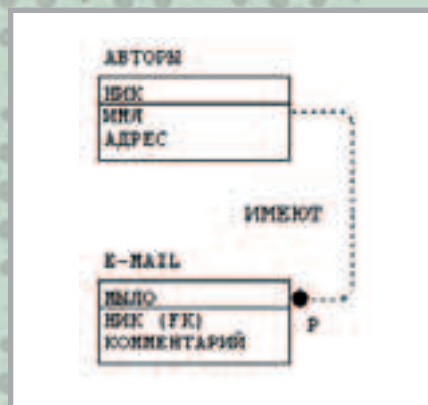 АВТОРЫ
НИК
ИМЯ
АДРЕС
ИМЕЮТ
E-MAIL
МЫЛО
НИК (FK)
P
КОММЕНТАРИЙ